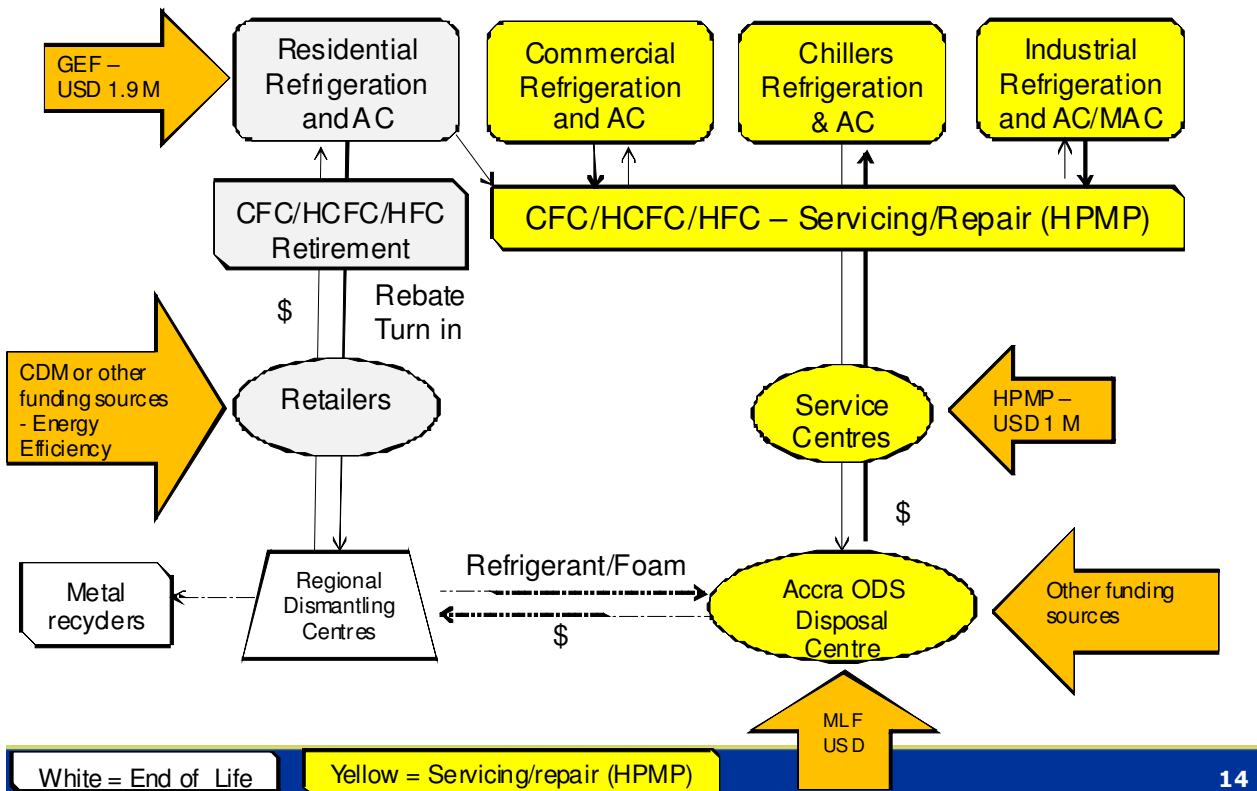 GEF –
USD 1.9 M
Residential
Refrigeration
and AC
Commercial
Refrigeration
and AC
Chillers
Refrigeration
& AC
Industrial
Refrigeration
and AC/MAC
CFC/HCFC/HFC
Retirement
CFC/HCFC/HFC – Servicing/Repair (HPMP)
$
Rebate
Turn in
CDM or other
funding sources
- Energy
Efficiency
Retailers
Service
Centres
HPMP –
USD 1 M
$
Metal
recyders
Regional
Dismantling
Centres
Refrigerant/Foam
$
Accra ODS
Disposal
Centre
Other funding
sources
MLF
USD
White = End of Life
Yellow = Servicing/repair (HPMP)
14